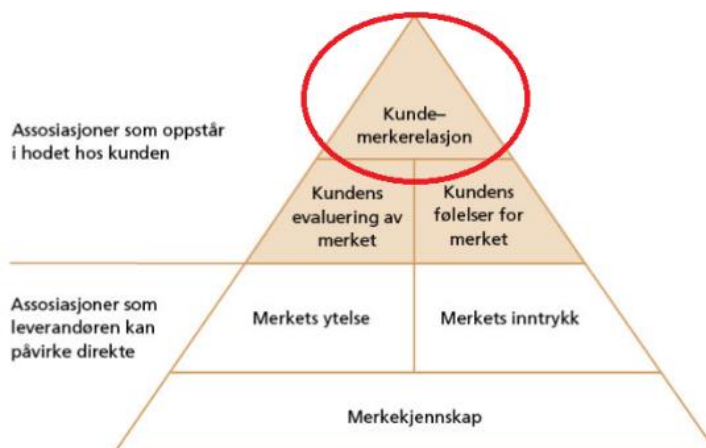 Kunde–
merkerelasjon
Assosiasjoner som oppstår
i hodet hos kunden
Kundens
evaluering av
merket
Kundens
følelser for
merket
Assosiasjoner som
leverandøren kan
påvirke direkte
Merkets ytelse
Merkets inntrykk
Merkekjennskap